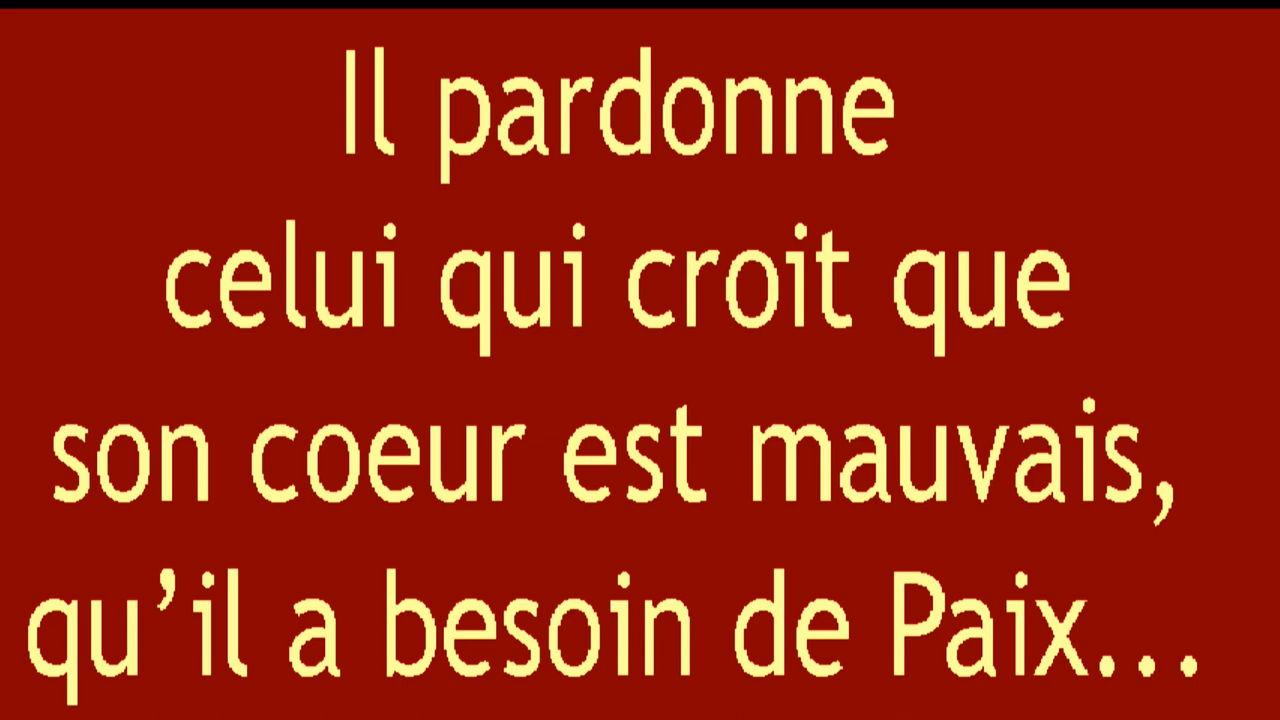 Il pardonne
celui qui croit que
son coeur est mauvais,
qu’il a besoin de Paix...